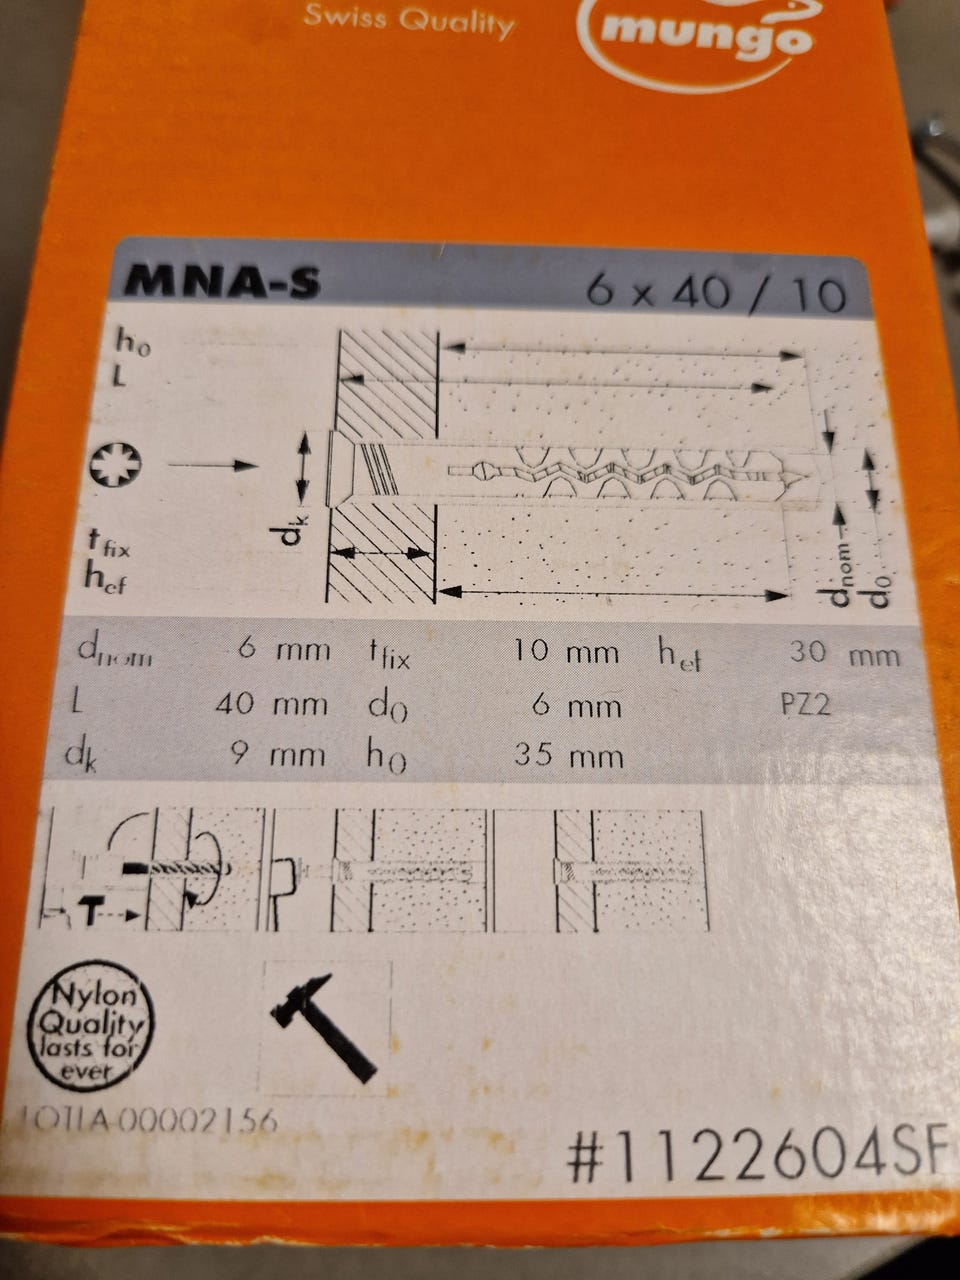 Swiss Quality
mungo
MNA-S 6 x 40 / 10
h0
L
dk
tfix
hef
dnom
d0
dnom 6 mm tfix 10 mm hef 30 mm
L 40 mm d0 6 mm PZ2
dk 9 mm h0 35 mm
T
Nylon
Quality
lasts for
ever
00002156
#1122604SF